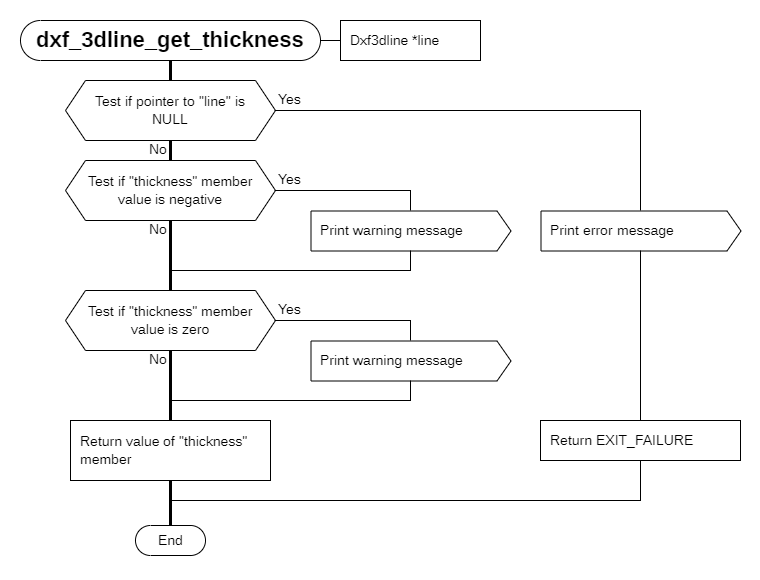 dxf_3dline_get_thickness
Dxf3dline *line
Test if pointer to "line" is
NULL
Yes
No
Test if "thickness" member
value is negative
Yes
No
Print warning message
Print error message
Test if "thickness" member
value is zero
Yes
No
Print warning message
Return value of "thickness"
member
Return EXIT_FAILURE
End